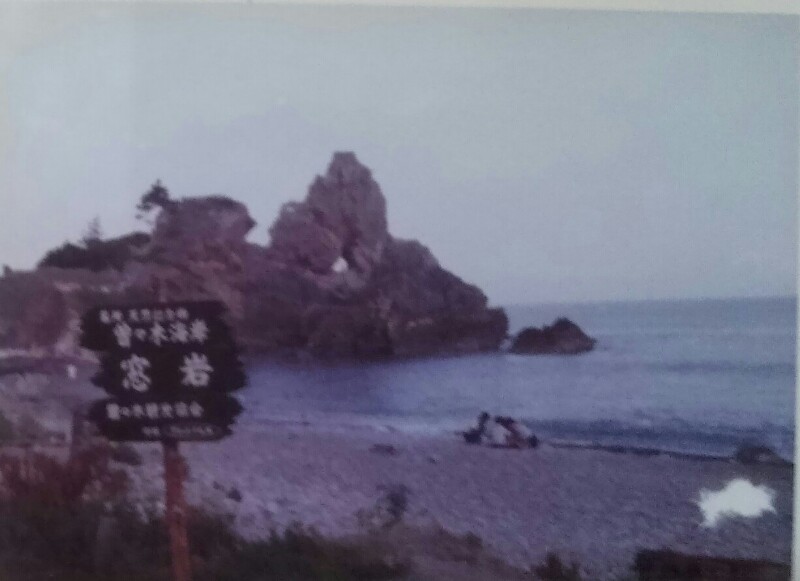 名勝 天然記念物
曽々木海岸
窓岩
曽々木観光協会